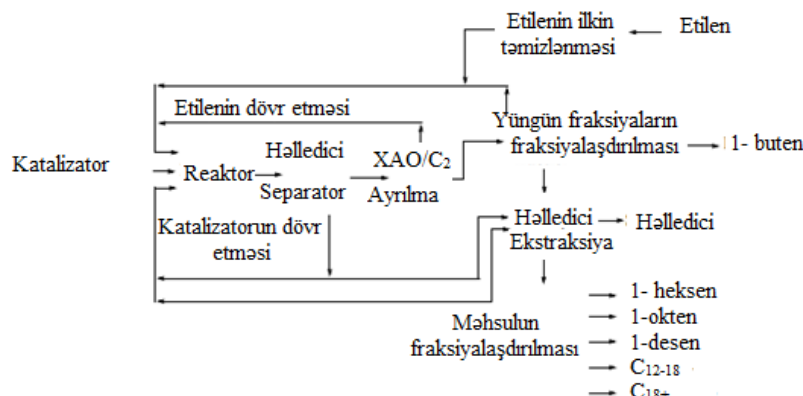 Etilenin ilkin
təmizlənməsi
Etilen
Etilenin dövr etməsi
Yüngün fraksiyaların
fraksiyalaşdırılması
1- buten
Katalizator
Reaktor
Həlledici
Separator
XAO/C₂
Ayrılma
Katalizatorun dövr
etməsi
Həlledici
Ekstraksiya
Həlledici
Məhsulun
fraksiyalaşdırılması
1- heksen
1-okten
1-desen
C₁₂₋₁₈
C₁₈₊